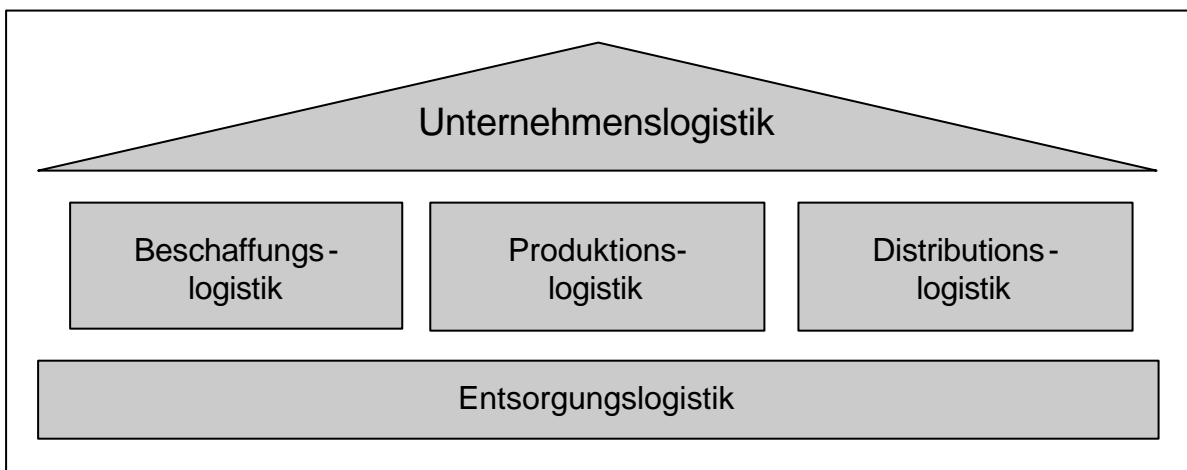 Unternehmenslogistik
Beschaffungs-
logistik
Produktions-
logistik
Distributions-
logistik
Entsorgungslogistik